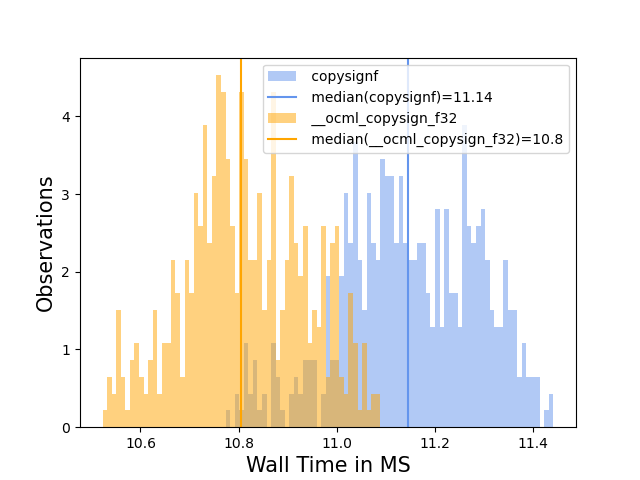 copysignf
median(copysignf)=11.14
__ocml_copysign_f32
median(__ocml_copysign_f32)=10.8
4
3
2
1
0
Observations
10.6 10.8 11.0 11.2 11.4
Wall Time in MS